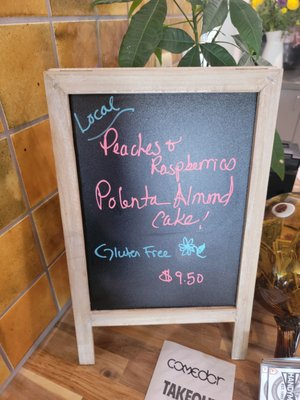 Local
Peaches &
Raspberries
Polenta Almond
Cake!
Gluten Free
$9.50
COMEDOR
TAKEOU